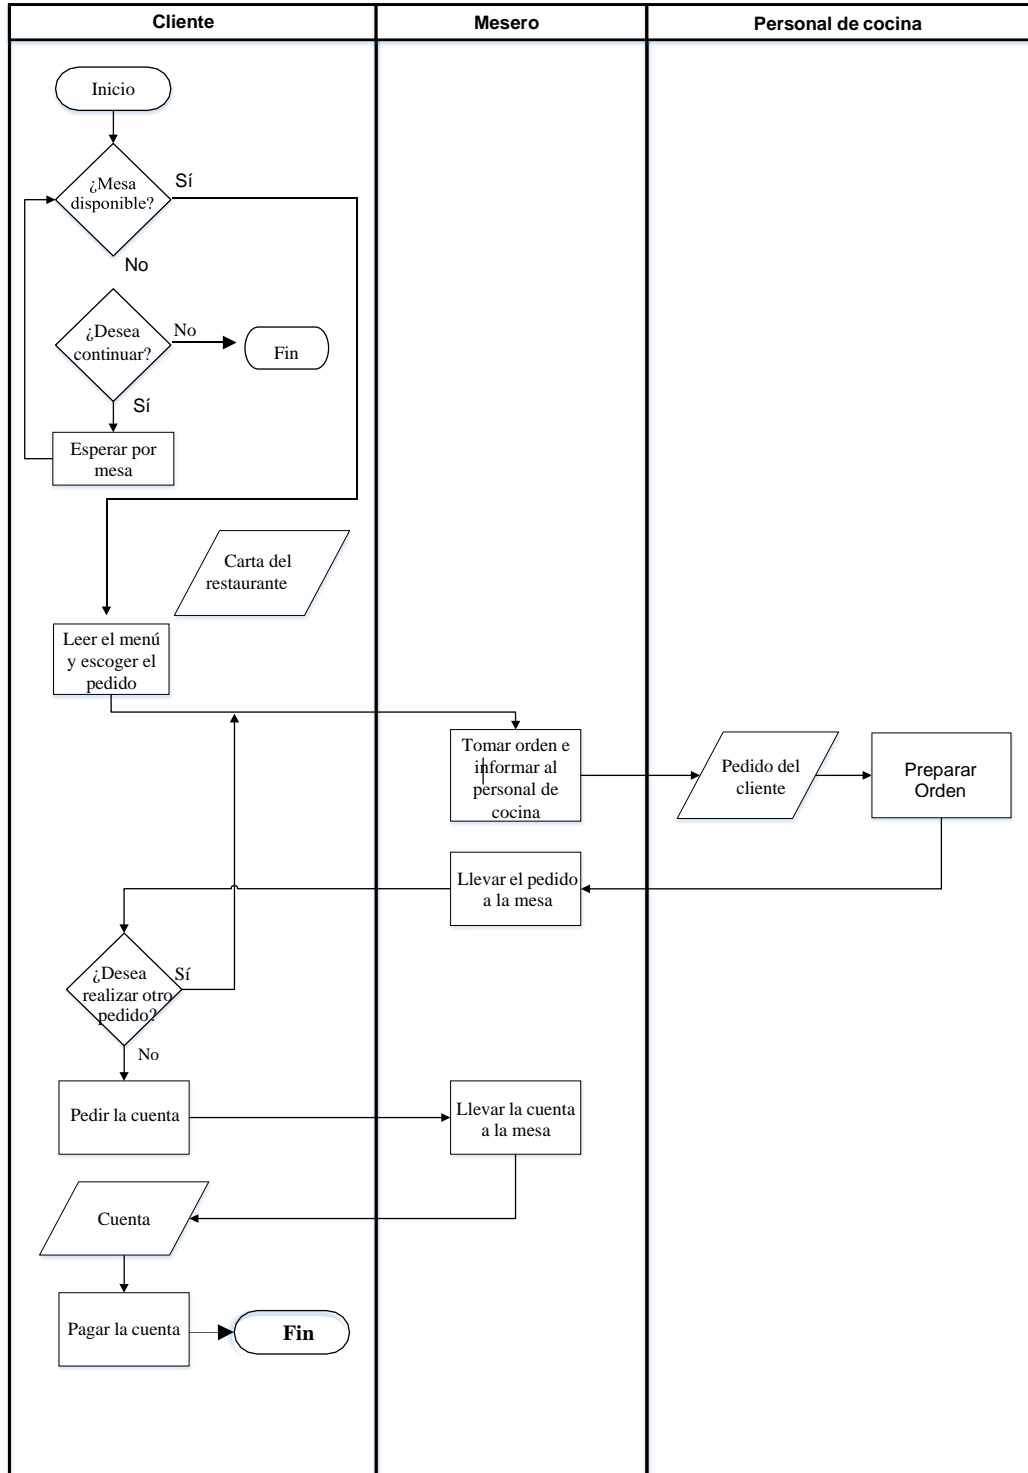 Cliente
Mesero
Personal de cocina
Inicio
¿Mesa
disponible?
Sí
No
¿Desea
continuar?
No
Fin
Sí
Esperar por
mesa
Carta del
restaurante
Leer el menú
y escoger el
pedido
Tomar orden e
informar al
personal de
cocina
Pedido del
cliente
Preparar
Orden
Llevar el pedido
a la mesa
¿Desea
realizar otro
pedido?
Sí
No
Pedir la cuenta
Llevar la cuenta
a la mesa
Cuenta
Pagar la cuenta
Fin